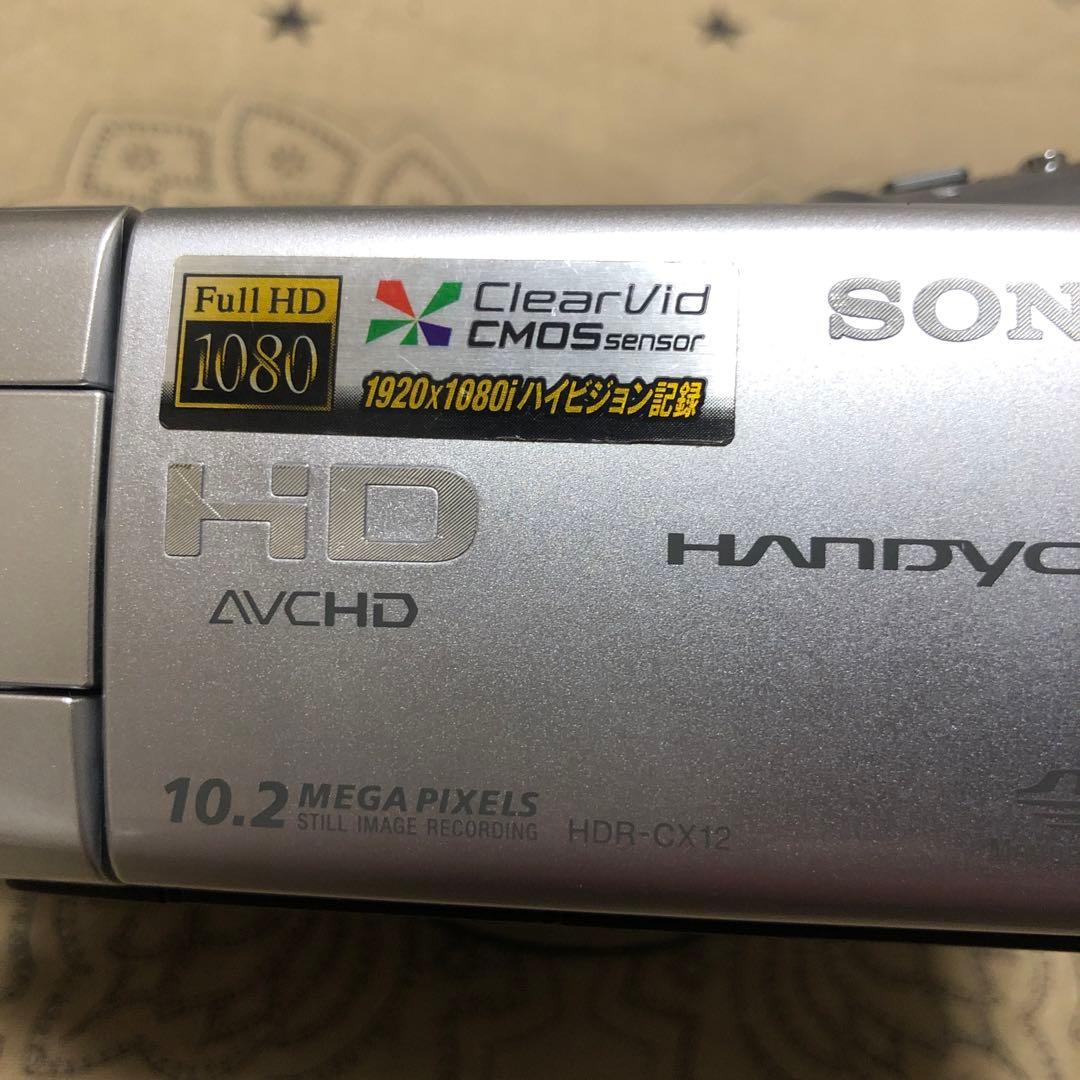 Full HD
1080
ClearVid
CMOS sensor
1920x1080iハイビジョン記録
SON
HD
HANDYC
AVCHD
10.2 MEGA PIXELS
STILL IMAGE RECORDING
HDR-CX12